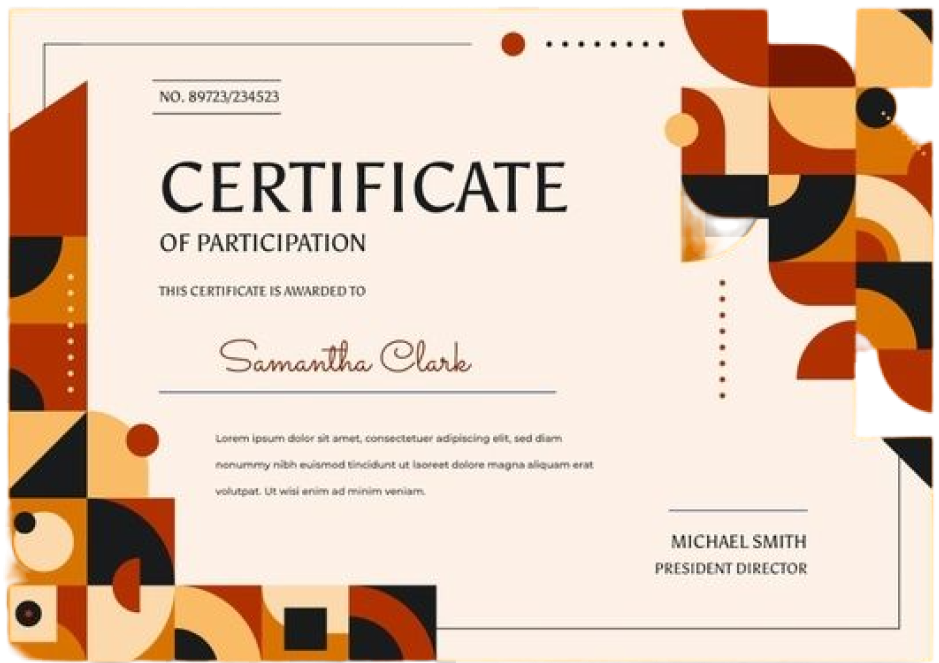 NO. 89723/234523
CERTIFICATE
OF PARTICIPATION
THIS CERTIFICATE IS AWARDED TO
Samantha Clark
Lorem ipsum dolor sit amet, consectetuer adipiscing elit, sed diam
nonummy nibh euismod tincidunt ut laoreet dolore magna aliquam erat
volutpat. Ut wisi enim ad minim veniam.
MICHAEL SMITH
PRESIDENT DIRECTOR